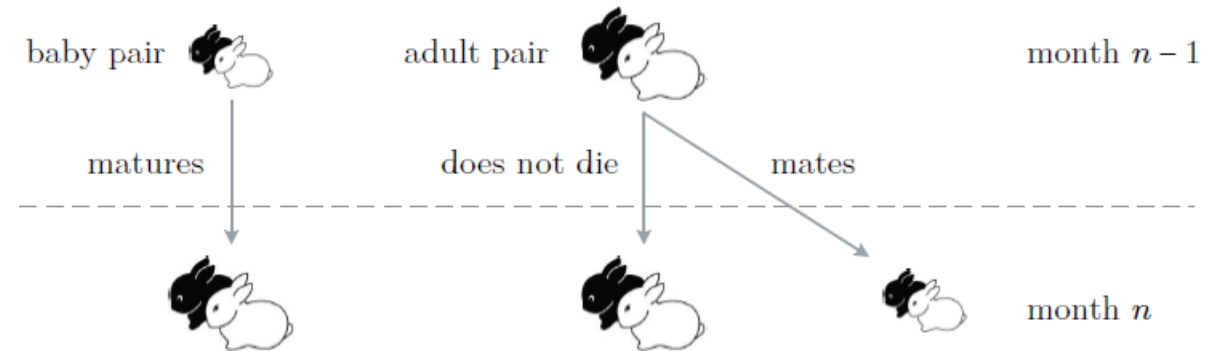 baby pair adult pair month n – 1
matures does not die mates
month n